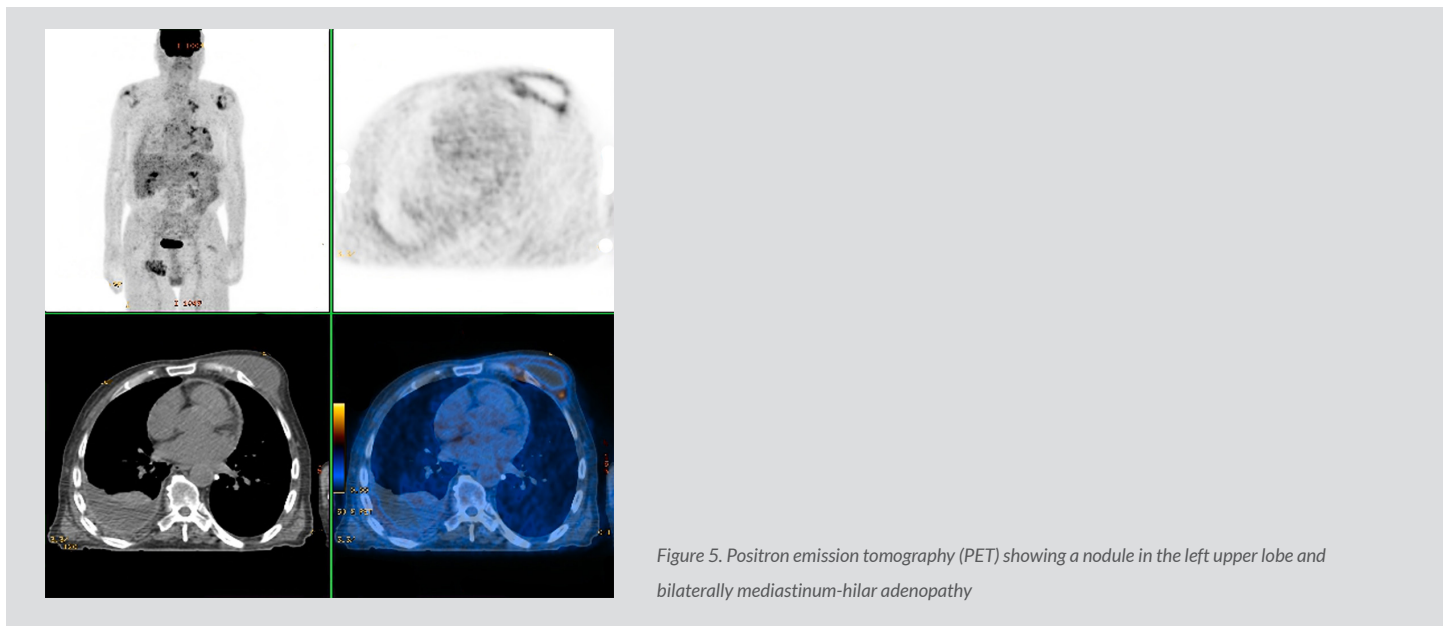 Figure 5. Positron emission tomography (PET) showing a nodule in the left upper lobe and
bilaterally mediastinum-hilar adenopathy